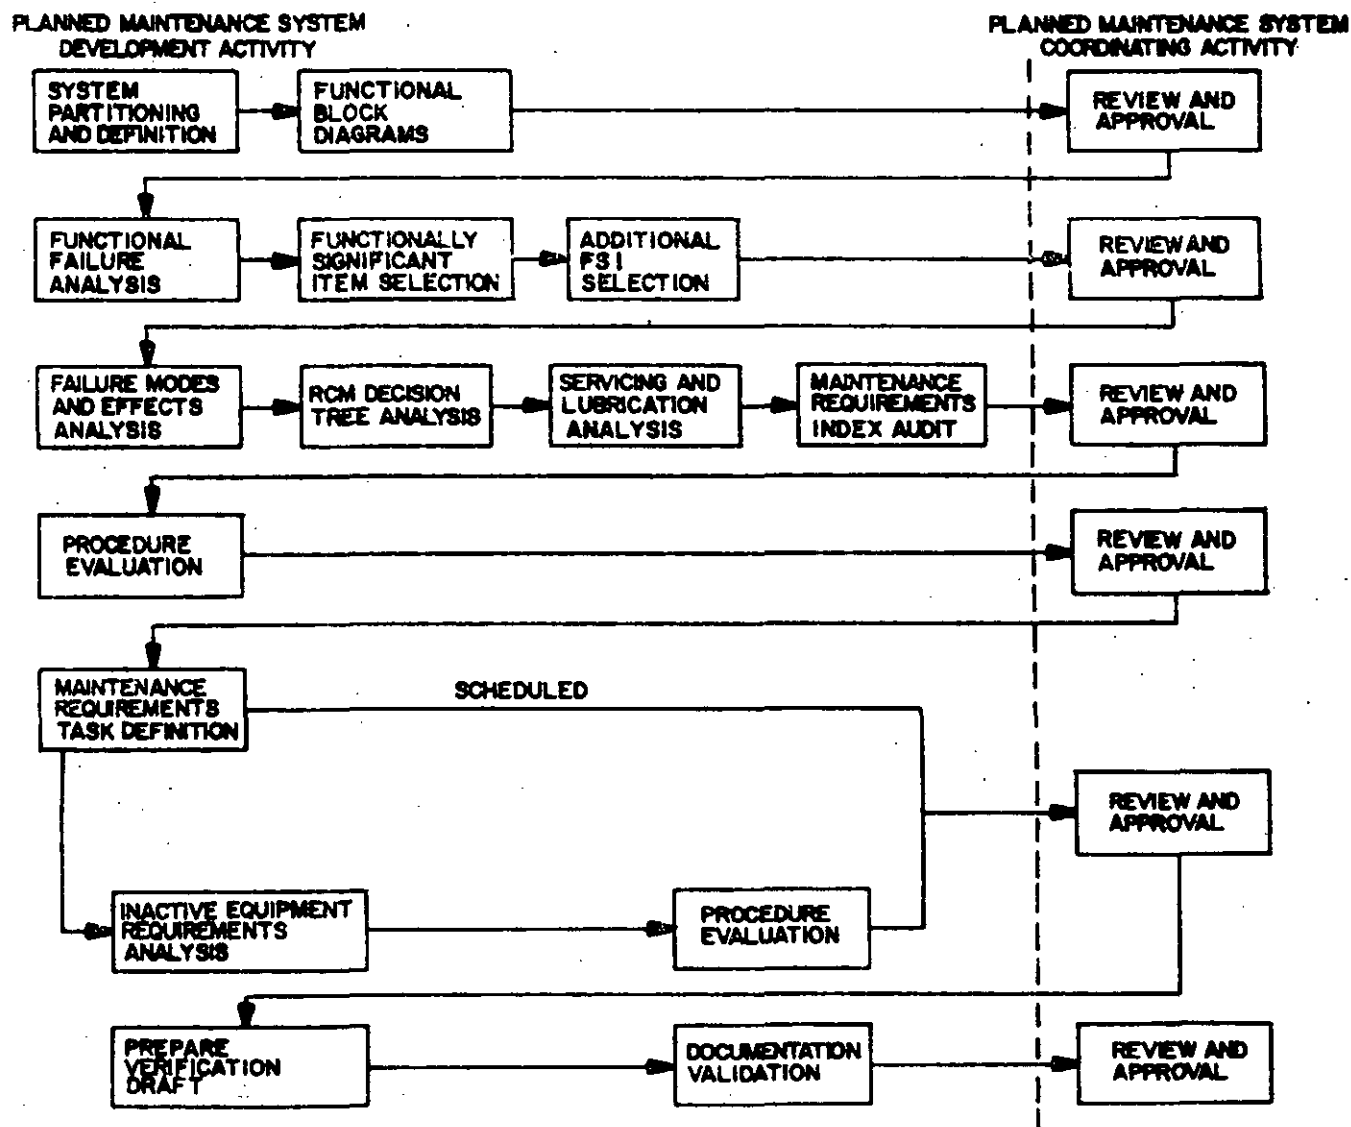 PLANNED MAINTENANCE SYSTEM
DEVELOPMENT ACTIVITY
PLANNED MAINTENANCE SYSTEM
COORDINATING ACTIVITY
SYSTEM
PARTITIONING
AND DEFINITION
FUNCTIONAL
BLOCK
DIAGRAMS
REVIEW AND
APPROVAL
FUNCTIONAL
FAILURE
ANALYSIS
FUNCTIONALLY
SIGNIFICANT
ITEM SELECTION
ADDITIONAL
FSI
SELECTION
REVIEW AND
APPROVAL
FAILURE MODES
AND EFFECTS
ANALYSIS
RCM DECISION
TREE ANALYSIS
SERVICING AND
LUBRICATION
ANALYSIS
MAINTENANCE
REQUIREMENTS
INDEX AUDIT
REVIEW AND
APPROVAL
PROCEDURE
EVALUATION
REVIEW AND
APPROVAL
MAINTENANCE
REQUIREMENTS
TASK DEFINITION
SCHEDULED
REVIEW AND
APPROVAL
INACTIVE EQUIPMENT
REQUIREMENTS
ANALYSIS
PROCEDURE
EVALUATION
PREPARE
VERIFICATION
DRAFT
DOCUMENTATION
VALIDATION
REVIEW AND
APPROVAL